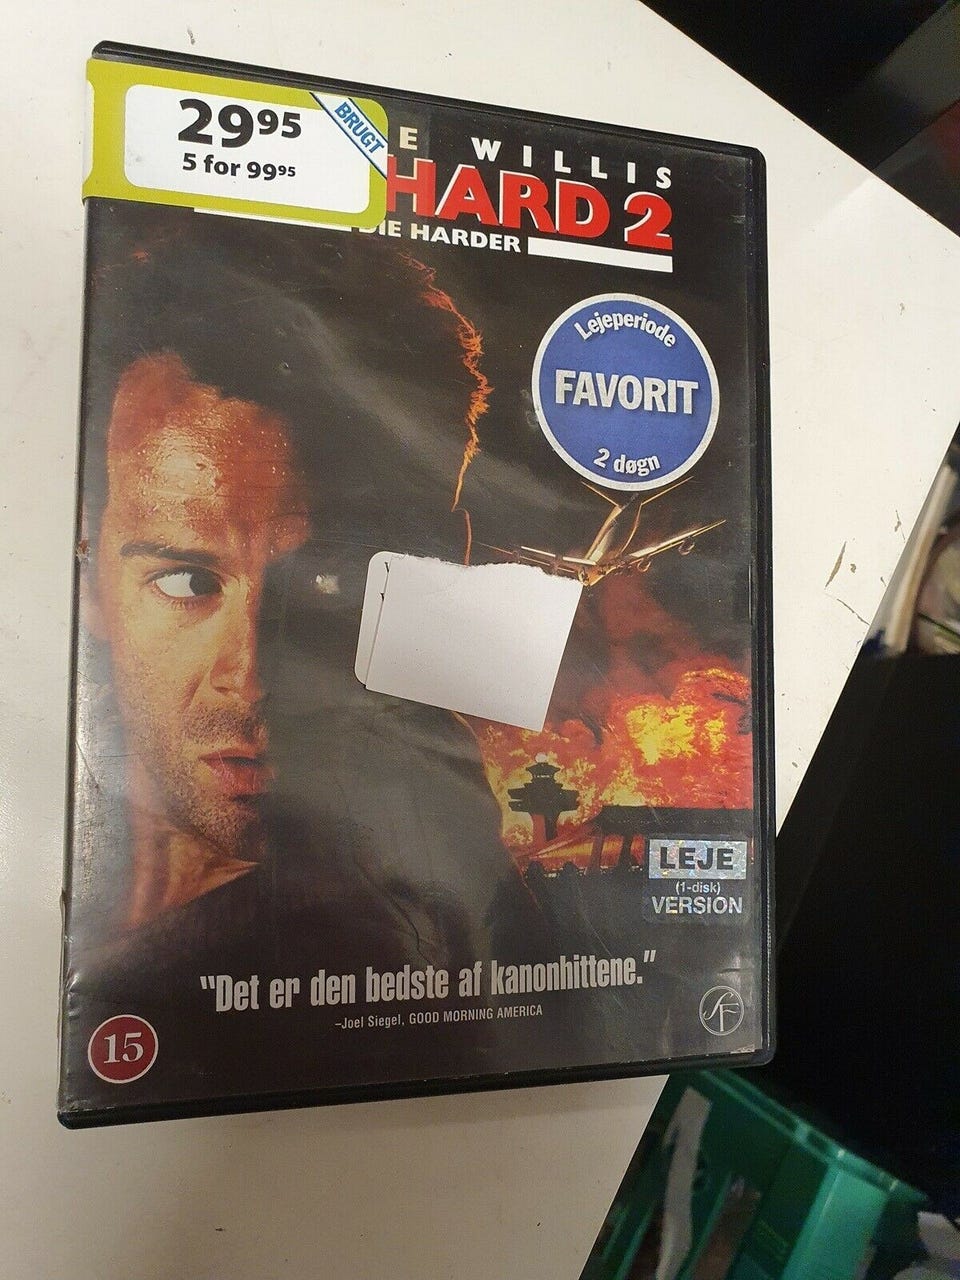 29⁹⁵
5 for 99⁹⁵
BRUGT
E WILLIS
HARD 2
DIE HARDER
Lejeperiode
FAVORIT
2 døgn
LEJE
(1-disk)
VERSION
"Det er den bedste af kanonhittene."
–Joel Siegel, GOOD MORNING AMERICA
SF
15